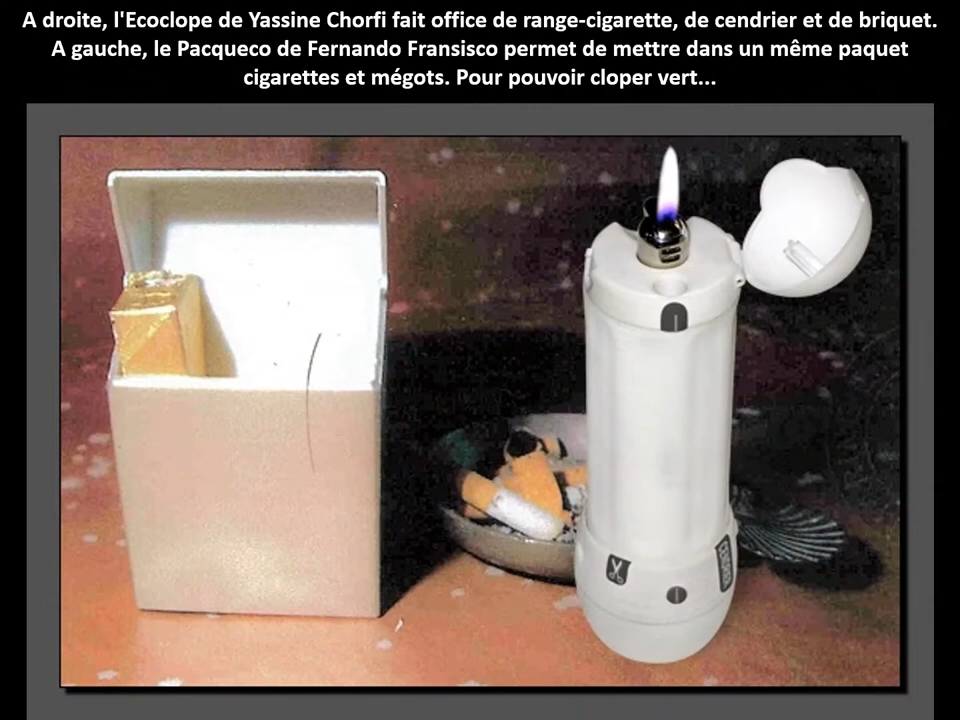 A droite, l'Ecoclope de Yassine Chorfi fait office de range-cigarette, de cendrier et de briquet.
A gauche, le Pacqueco de Fernando Fransisco permet de mettre dans un même paquet
cigarettes et mégots. Pour pouvoir cloper vert...